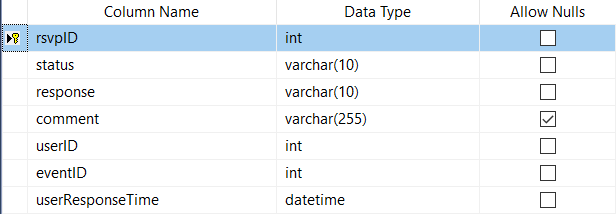 Column Name Data Type Allow Nulls
rsvpID int
status varchar(10)
response varchar(10)
comment varchar(255)
userID int
eventID int
userResponseTime datetime